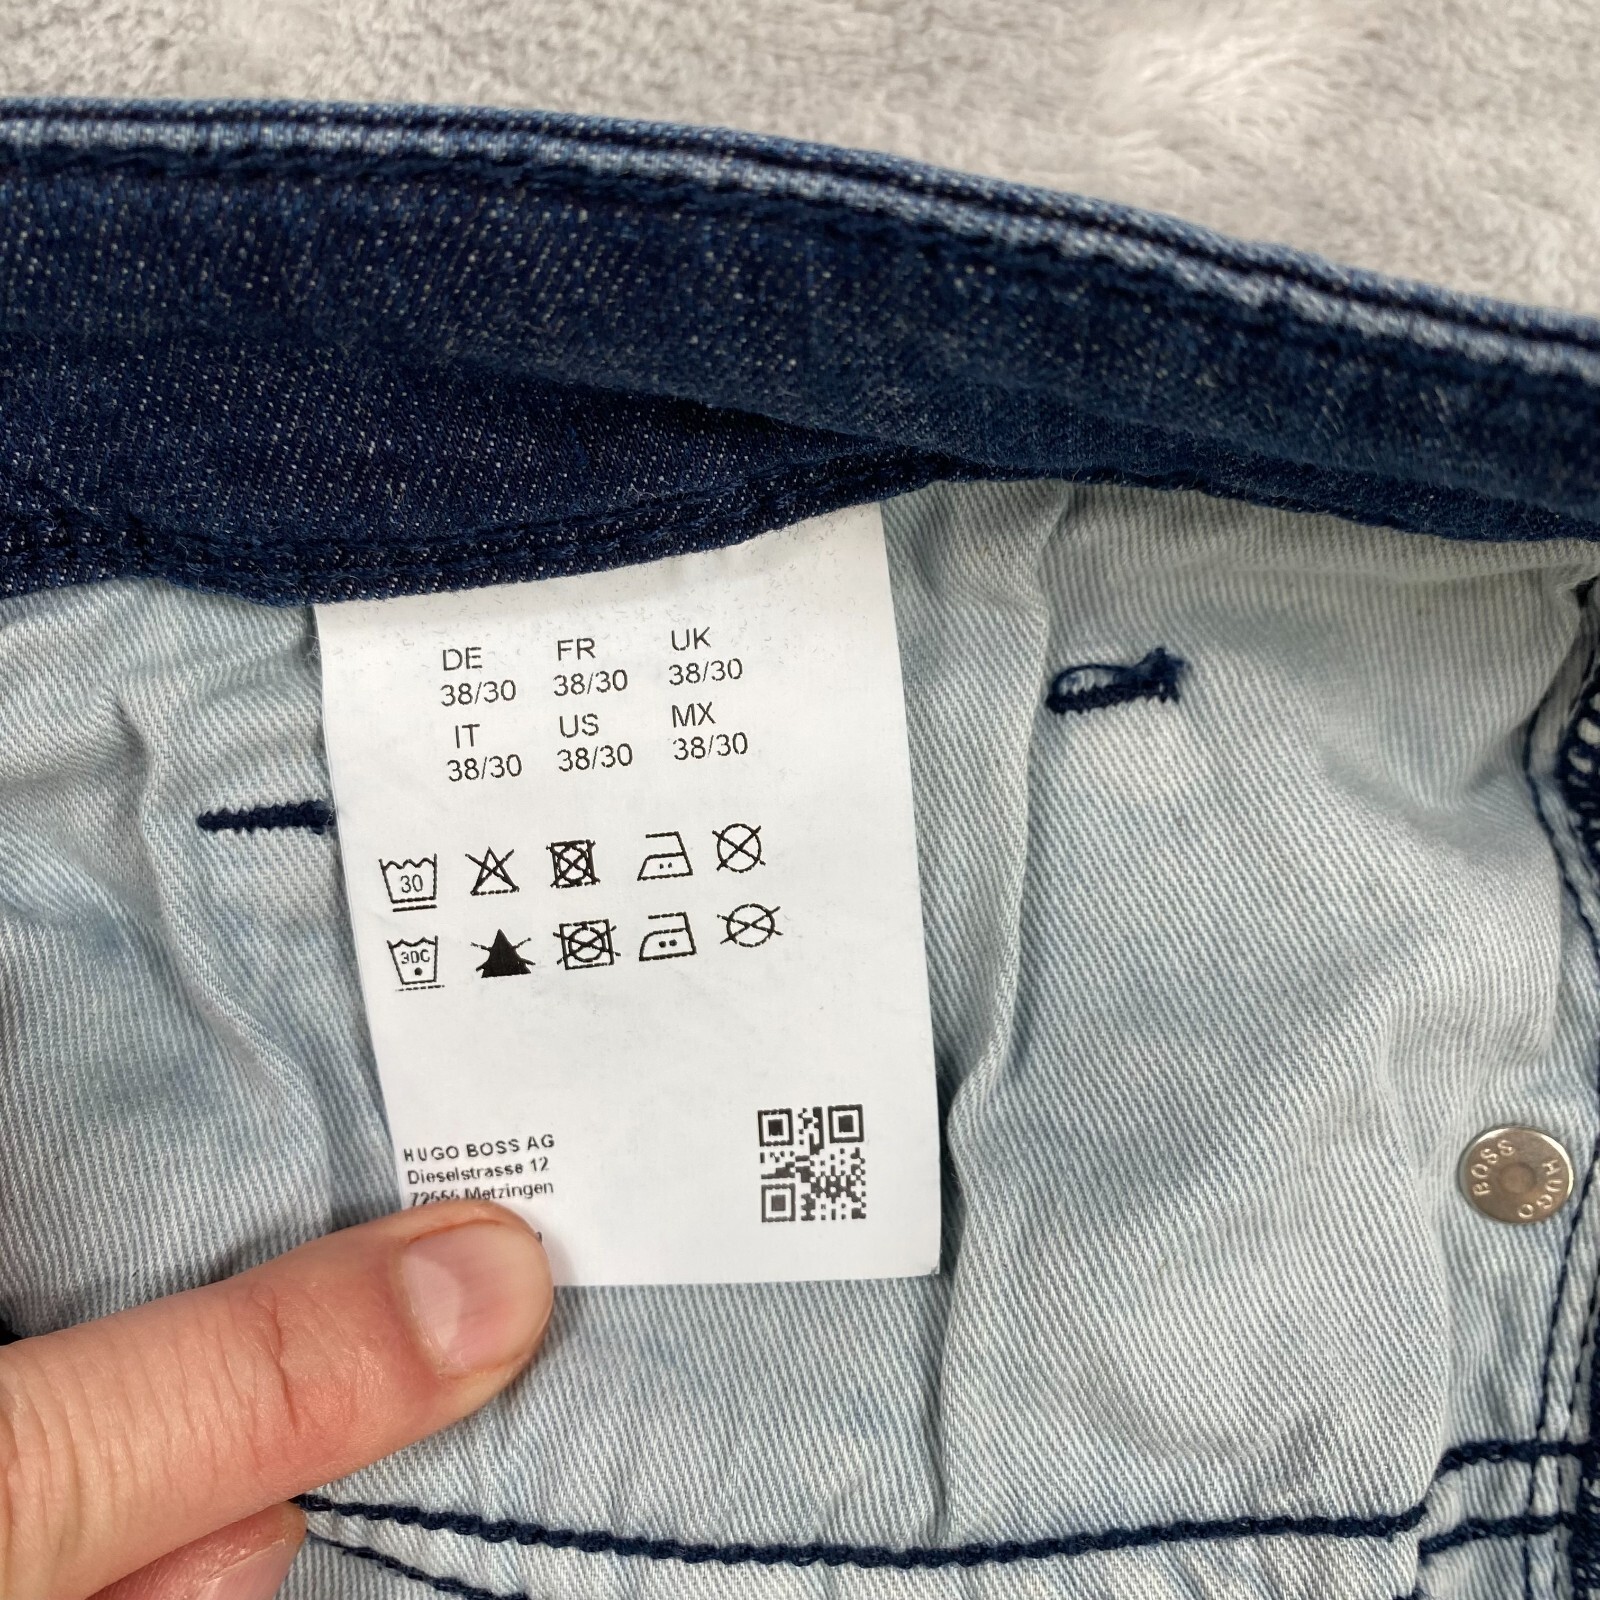 DE FR UK
38/30 38/30 38/30
IT US MX
38/30 38/30 38/30
30
30C
HUGO BOSS AG
Dieselstrasse 12
Metzingen
HUGO
BOSS